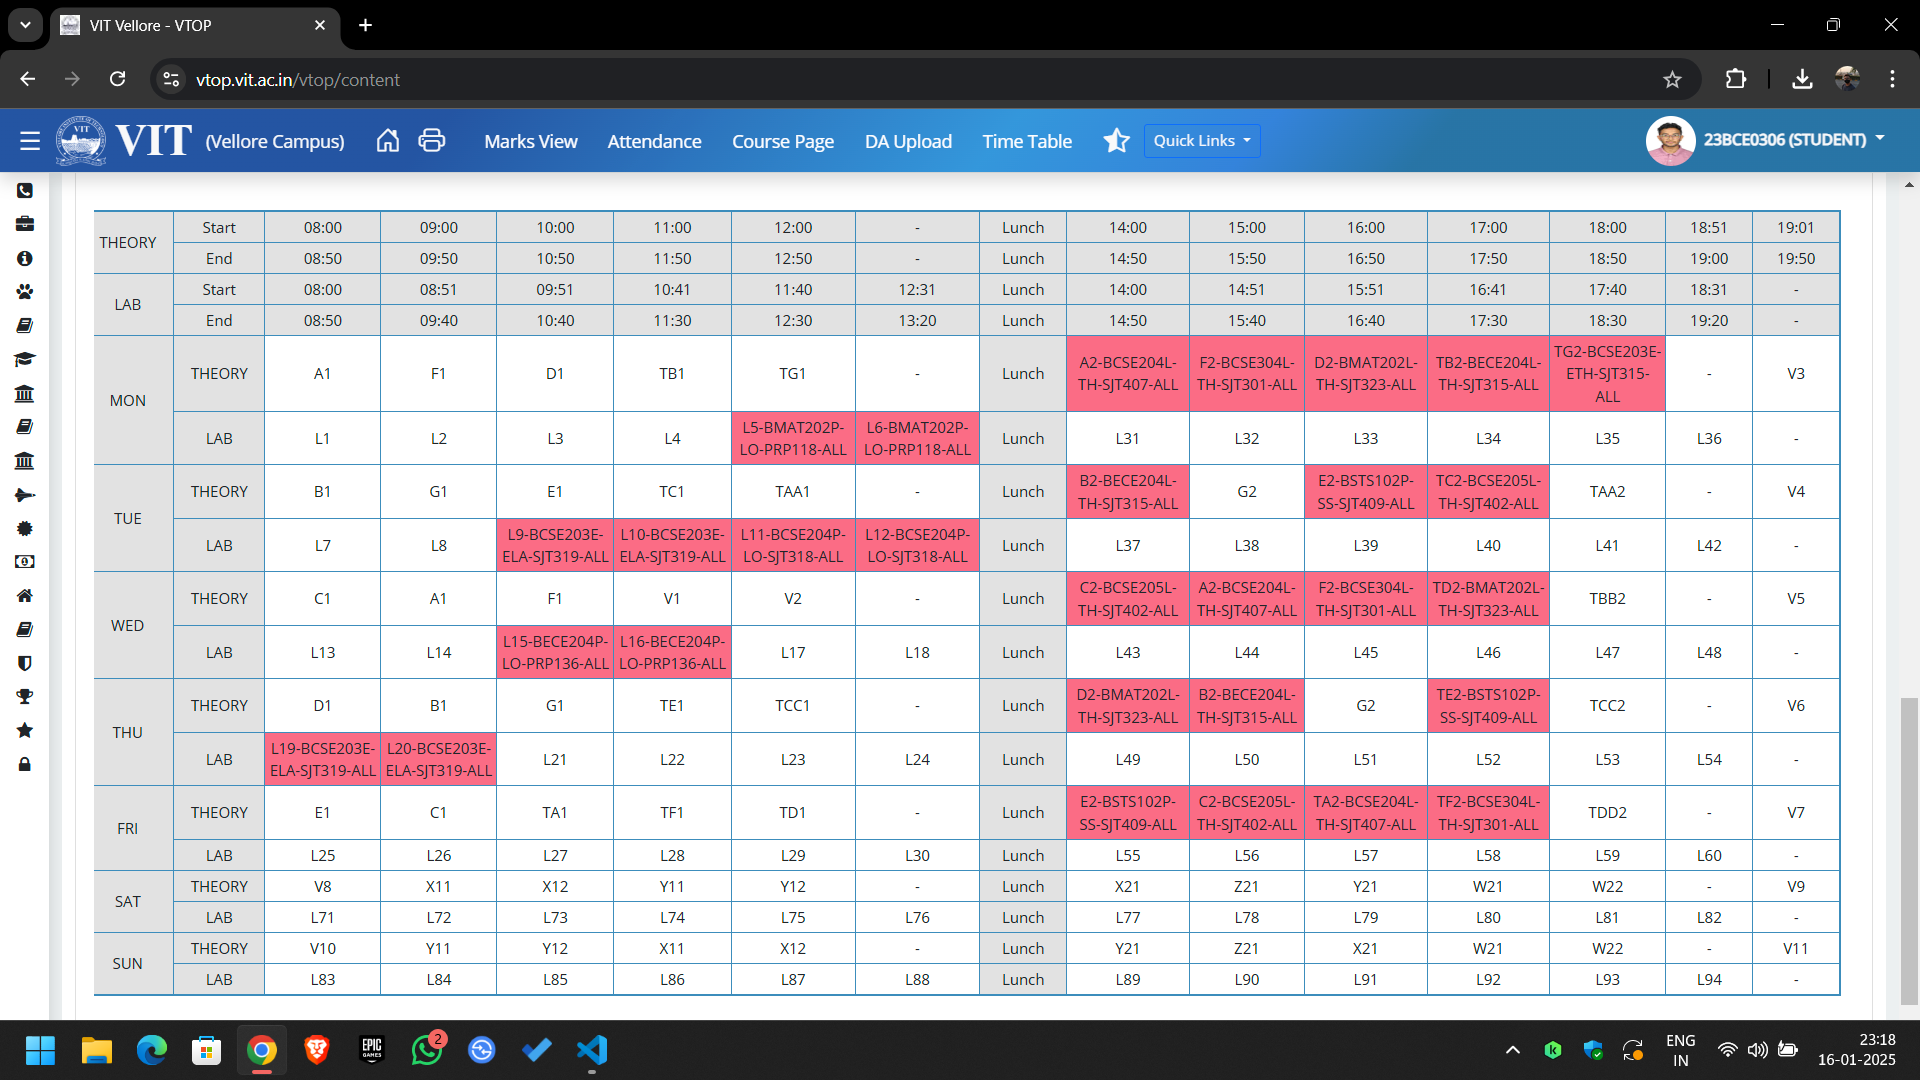 VIT Vellore - VTOP
vtop.vit.ac.in/vtop/content
VIT (Vellore Campus) Marks View Attendance Course Page DA Upload Time Table Quick Links 23BCE0306 (STUDENT)
THEORY Start 08:00 09:00 10:00 11:00 12:00 - Lunch 14:00 15:00 16:00 17:00 18:00 18:51 19:01
End 08:50 09:50 10:50 11:50 12:50 - Lunch 14:50 15:50 16:50 17:50 18:50 19:00 19:50
LAB Start 08:00 08:51 09:51 10:41 11:40 12:31 Lunch 14:00 14:51 15:51 16:41 17:40 18:31 -
End 08:50 09:40 10:40 11:30 12:30 13:20 Lunch 14:50 15:40 16:40 17:30 18:30 19:20 -
MON THEORY A1 F1 D1 TB1 TG1 - Lunch A2-BCSE204L-TH-SJT407-ALL F2-BCSE304L-TH-SJT301-ALL D2-BMAT202L-TH-SJT323-ALL TB2-BECE204L-TH-SJT315-ALL TG2-BCSE203E-ETH-SJT315-ALL - V3
LAB L1 L2 L3 L4 L5-BMAT202P-LO-PRP118-ALL L6-BMAT202P-LO-PRP118-ALL Lunch L31 L32 L33 L34 L35 L36 -
TUE THEORY B1 G1 E1 TC1 TAA1 - Lunch B2-BECE204L-TH-SJT315-ALL G2 E2-BSTS102P-SS-SJT409-ALL TC2-BCSE205L-TH-SJT402-ALL TAA2 - V4
LAB L7 L8 L9-BCSE203E-ELA-SJT319-ALL L10-BCSE203E-ELA-SJT319-ALL L11-BCSE204P-LO-SJT318-ALL L12-BCSE204P-LO-SJT318-ALL Lunch L37 L38 L39 L40 L41 L42 -
WED THEORY C1 A1 F1 V1 V2 - Lunch C2-BCSE205L-TH-SJT402-ALL A2-BCSE204L-TH-SJT407-ALL F2-BCSE304L-TH-SJT301-ALL TD2-BMAT202L-TH-SJT323-ALL TBB2 - V5
LAB L13 L14 L15-BECE204P-LO-PRP136-ALL L16-BECE204P-LO-PRP136-ALL L17 L18 Lunch L43 L44 L45 L46 L47 L48 -
THU THEORY D1 B1 G1 TE1 TCC1 - Lunch D2-BMAT202L-TH-SJT323-ALL B2-BECE204L-TH-SJT315-ALL G2 TE2-BSTS102P-SS-SJT409-ALL TCC2 - V6
LAB L19-BCSE203E-ELA-SJT319-ALL L20-BCSE203E-ELA-SJT319-ALL L21 L22 L23 L24 Lunch L49 L50 L51 L52 L53 L54 -
FRI THEORY E1 C1 TA1 TF1 TD1 - Lunch E2-BSTS102P-SS-SJT409-ALL C2-BCSE205L-TH-SJT402-ALL TA2-BCSE204L-TH-SJT407-ALL TF2-BCSE304L-TH-SJT301-ALL TDD2 - V7
LAB L25 L26 L27 L28 L29 L30 Lunch L55 L56 L57 L58 L59 L60 -
SAT THEORY V8 X11 X12 Y11 Y12 - Lunch X21 Z21 Y21 W21 W22 - V9
LAB L71 L72 L73 L74 L75 L76 Lunch L77 L78 L79 L80 L81 L82 -
SUN THEORY V10 Y11 Y12 X11 X12 - Lunch Y21 Z21 X21 W21 W22 - V11
LAB L83 L84 L85 L86 L87 L88 Lunch L89 L90 L91 L92 L93 L94 -
EPIC GAMES 2 ENG 23:18
IN 16-01-2025